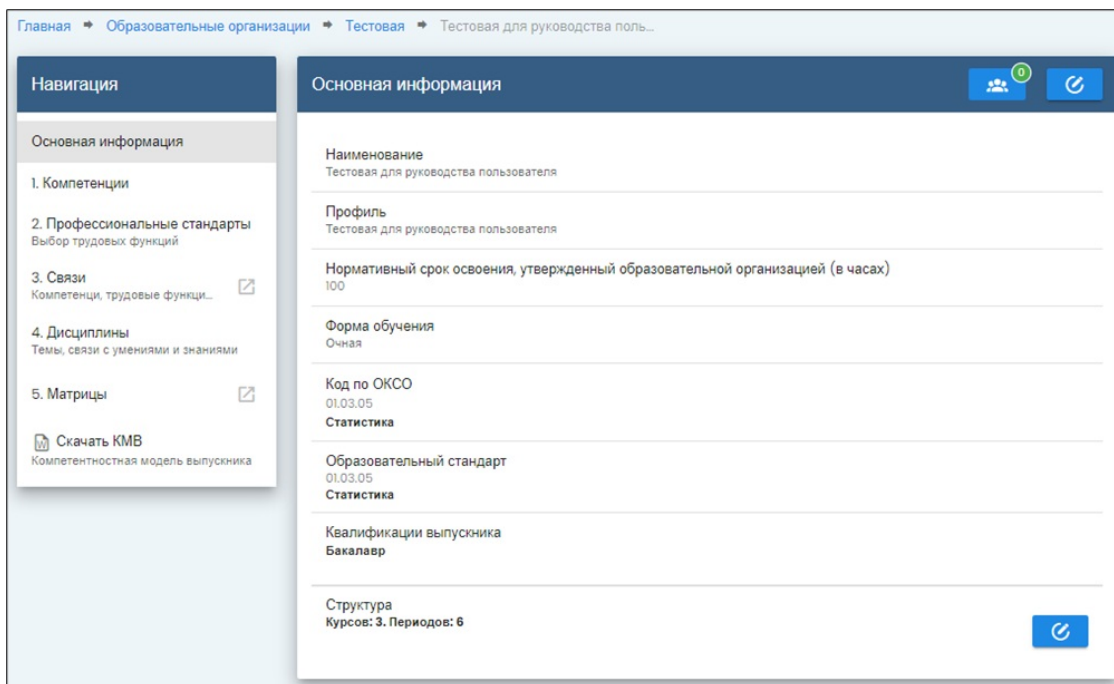 Главная Образовательные организации Тестовая Тестовая для руководства поль...
Навигация
Основная информация
1. Компетенции
2. Профессиональные стандарты
Выбор трудовых функций
3. Связи
Компетенци, трудовые функци...
4. Дисциплины
Темы, связи с умениями и знаниями
5. Матрицы
Скачать КМВ
Компетентностная модель выпускника
Основная информация
0
Наименование
Тестовая для руководства пользователя
Профиль
Тестовая для руководства пользователя
Нормативный срок освоения, утвержденный образовательной организацией (в часах)
100
Форма обучения
Очная
Код по ОКСО
01.03.05
Статистика
Образовательный стандарт
01.03.05
Статистика
Квалификации выпускника
Бакалавр
Структура
Курсов: 3. Периодов: 6